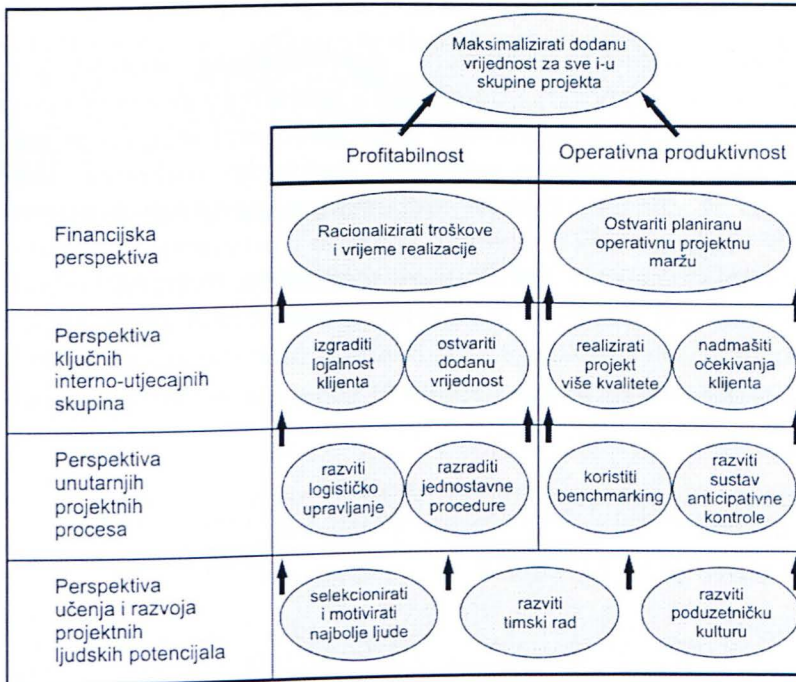 Maksimalizirati dodanu
vrijednost za sve i-u
skupine projekta
Profitabilnost
Operativna produktivnost
Financijska
perspektiva
Racionalizirati troškove
i vrijeme realizacije
Ostvariti planiranu
operativnu projektnu
maržu
Perspektiva
ključnih
interno-utjecajnih
skupina
izgraditi
lojalnost
klijenta
ostvariti
dodanu
vrijednost
realizirati
projekt
više kvalitete
nadmašiti
očekivanja
klijenta
Perspektiva
unutarnjih
projektnih
procesa
razviti
logističko
upravljanje
razraditi
jednostavne
procedure
koristiti
benchmarking
razviti
sustav
anticipativne
kontrole
Perspektiva
učenja i razvoja
projektnih
ljudskih potencijala
selekcionirati
i motivirati
najbolje ljude
razviti
timski rad
razviti
poduzetničku
kulturu